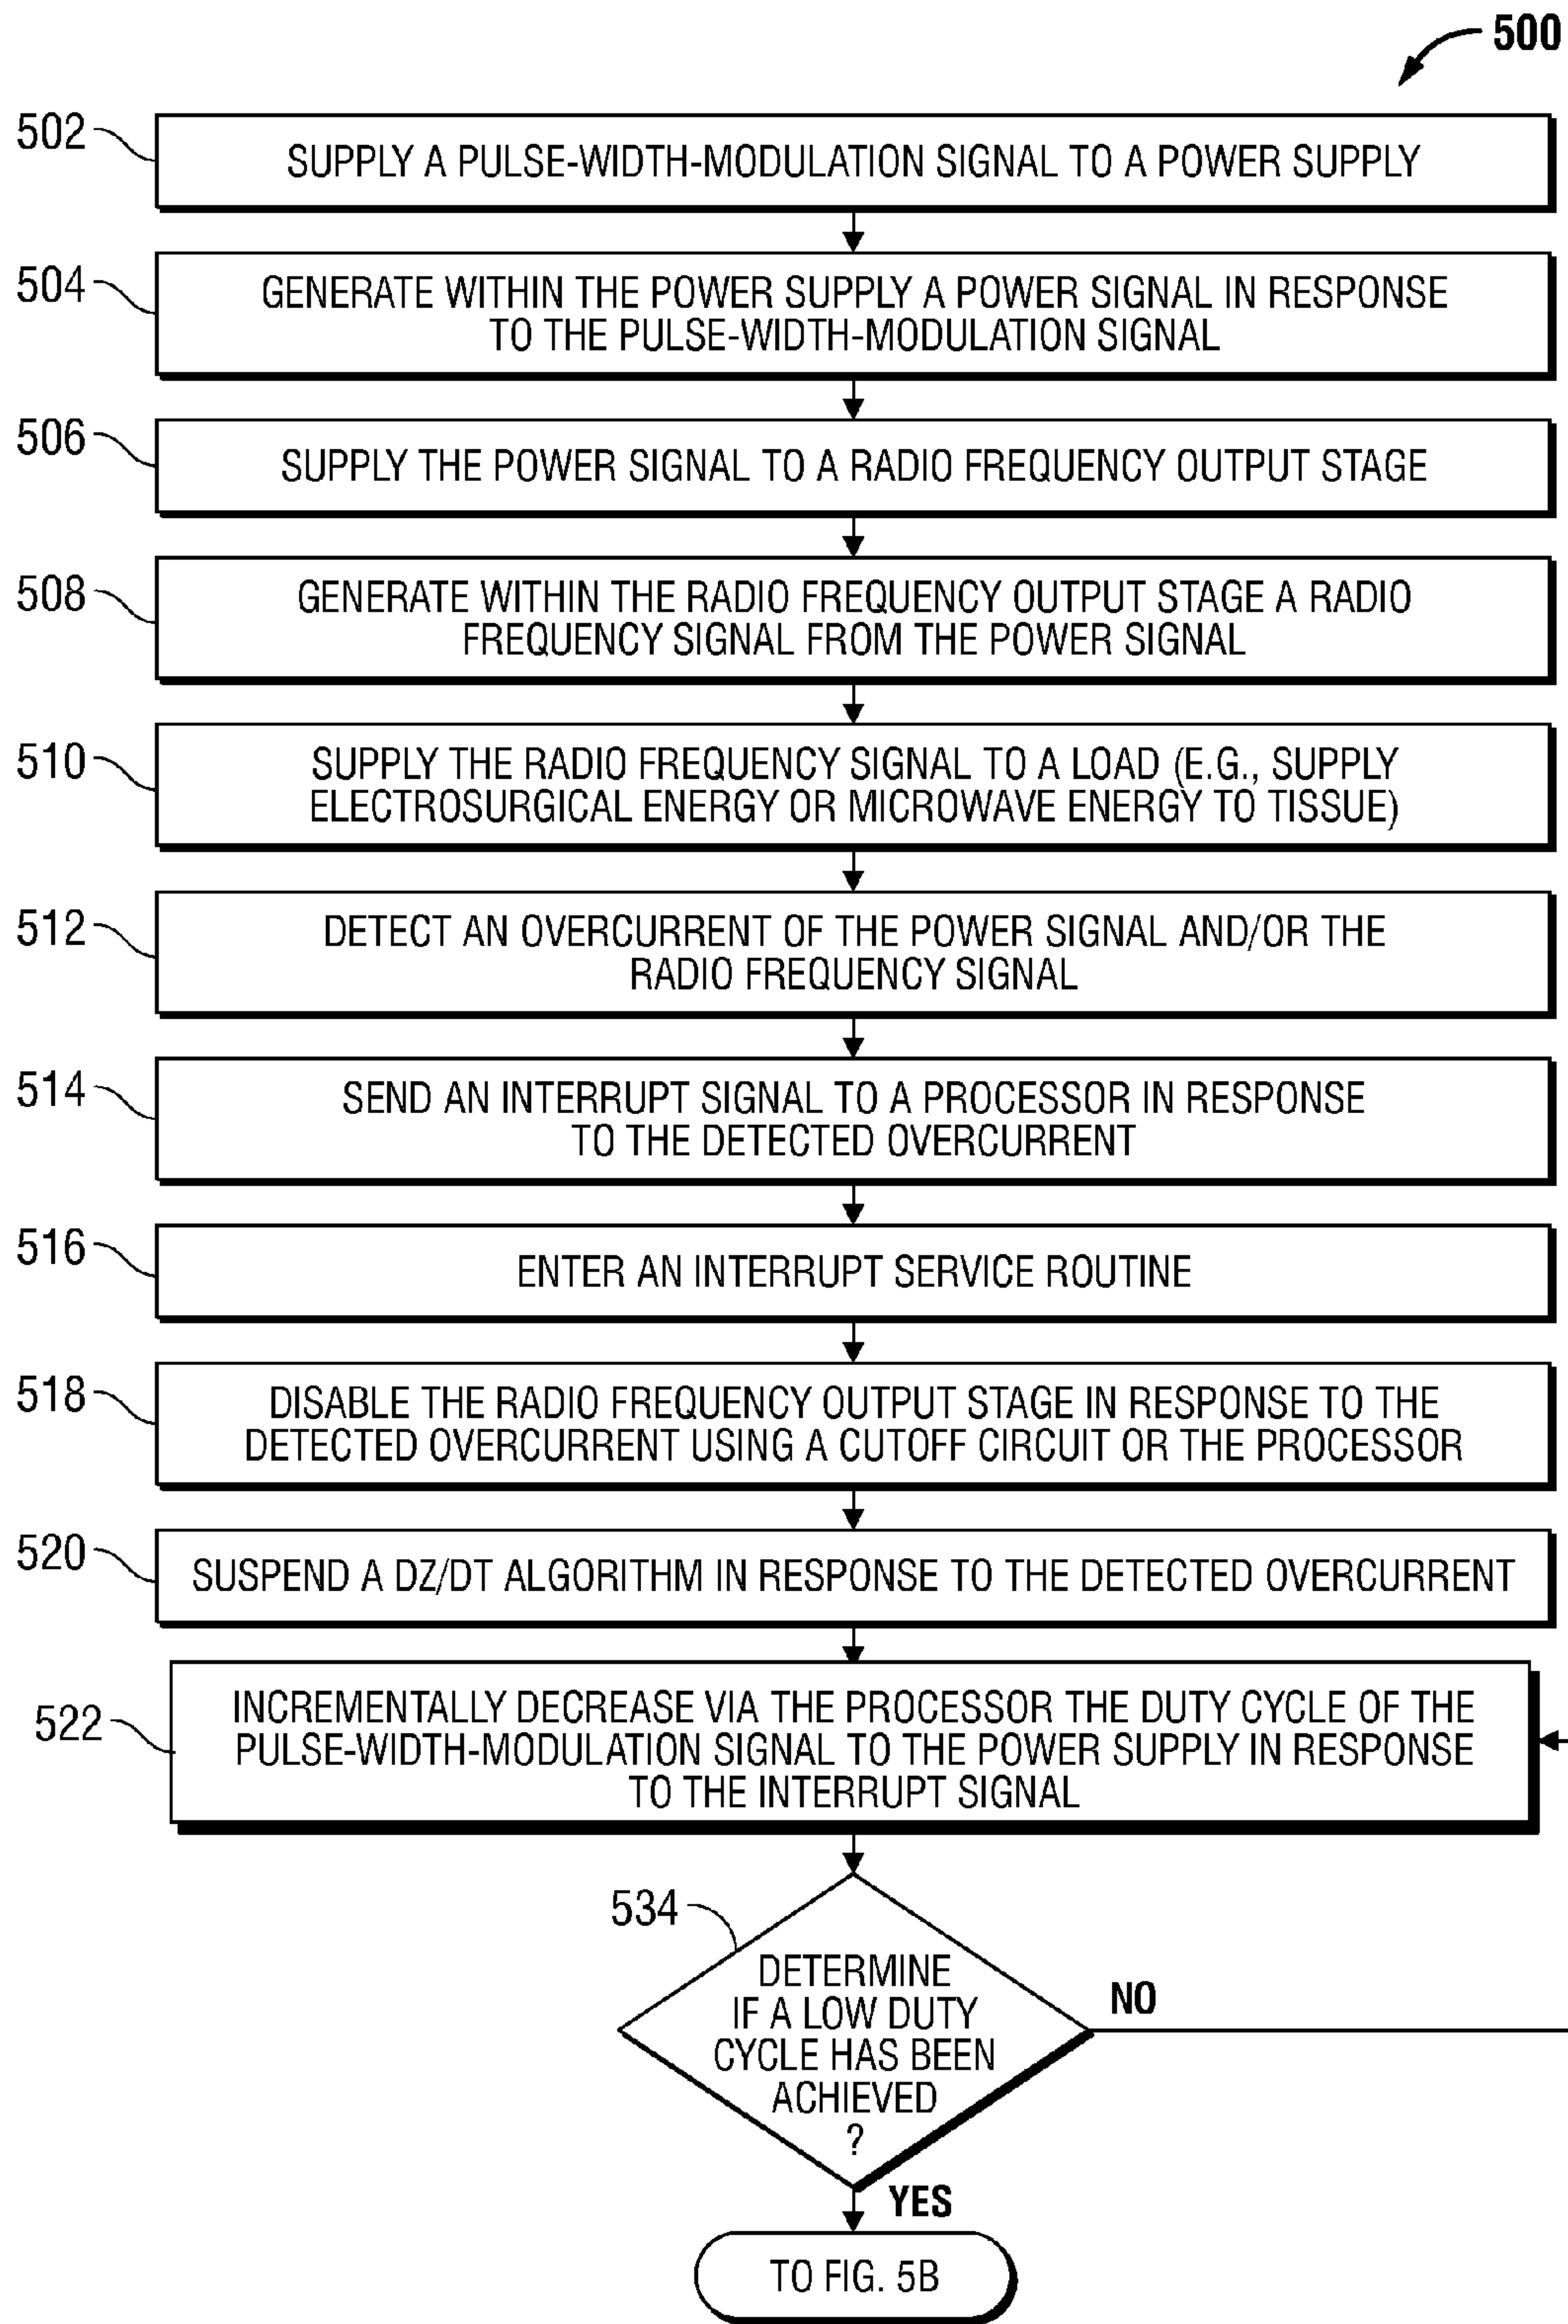 500
502
SUPPLY A PULSE-WIDTH-MODULATION SIGNAL TO A POWER SUPPLY
504
GENERATE WITHIN THE POWER SUPPLY A POWER SIGNAL IN RESPONSE
TO THE PULSE-WIDTH-MODULATION SIGNAL
506
SUPPLY THE POWER SIGNAL TO A RADIO FREQUENCY OUTPUT STAGE
508
GENERATE WITHIN THE RADIO FREQUENCY OUTPUT STAGE A RADIO
FREQUENCY SIGNAL FROM THE POWER SIGNAL
510
SUPPLY THE RADIO FREQUENCY SIGNAL TO A LOAD (E.G., SUPPLY
ELECTROSURGICAL ENERGY OR MICROWAVE ENERGY TO TISSUE)
512
DETECT AN OVERCURRENT OF THE POWER SIGNAL AND/OR THE
RADIO FREQUENCY SIGNAL
514
SEND AN INTERRUPT SIGNAL TO A PROCESSOR IN RESPONSE
TO THE DETECTED OVERCURRENT
516
ENTER AN INTERRUPT SERVICE ROUTINE
518
DISABLE THE RADIO FREQUENCY OUTPUT STAGE IN RESPONSE TO THE
DETECTED OVERCURRENT USING A CUTOFF CIRCUIT OR THE PROCESSOR
520
SUSPEND A DZ/DT ALGORITHM IN RESPONSE TO THE DETECTED OVERCURRENT
522
INCREMENTALLY DECREASE VIA THE PROCESSOR THE DUTY CYCLE OF THE
PULSE-WIDTH-MODULATION SIGNAL TO THE POWER SUPPLY IN RESPONSE
TO THE INTERRUPT SIGNAL
534
DETERMINE
IF A LOW DUTY
CYCLE HAS BEEN
ACHIEVED
?
NO
YES
TO FIG. 5B